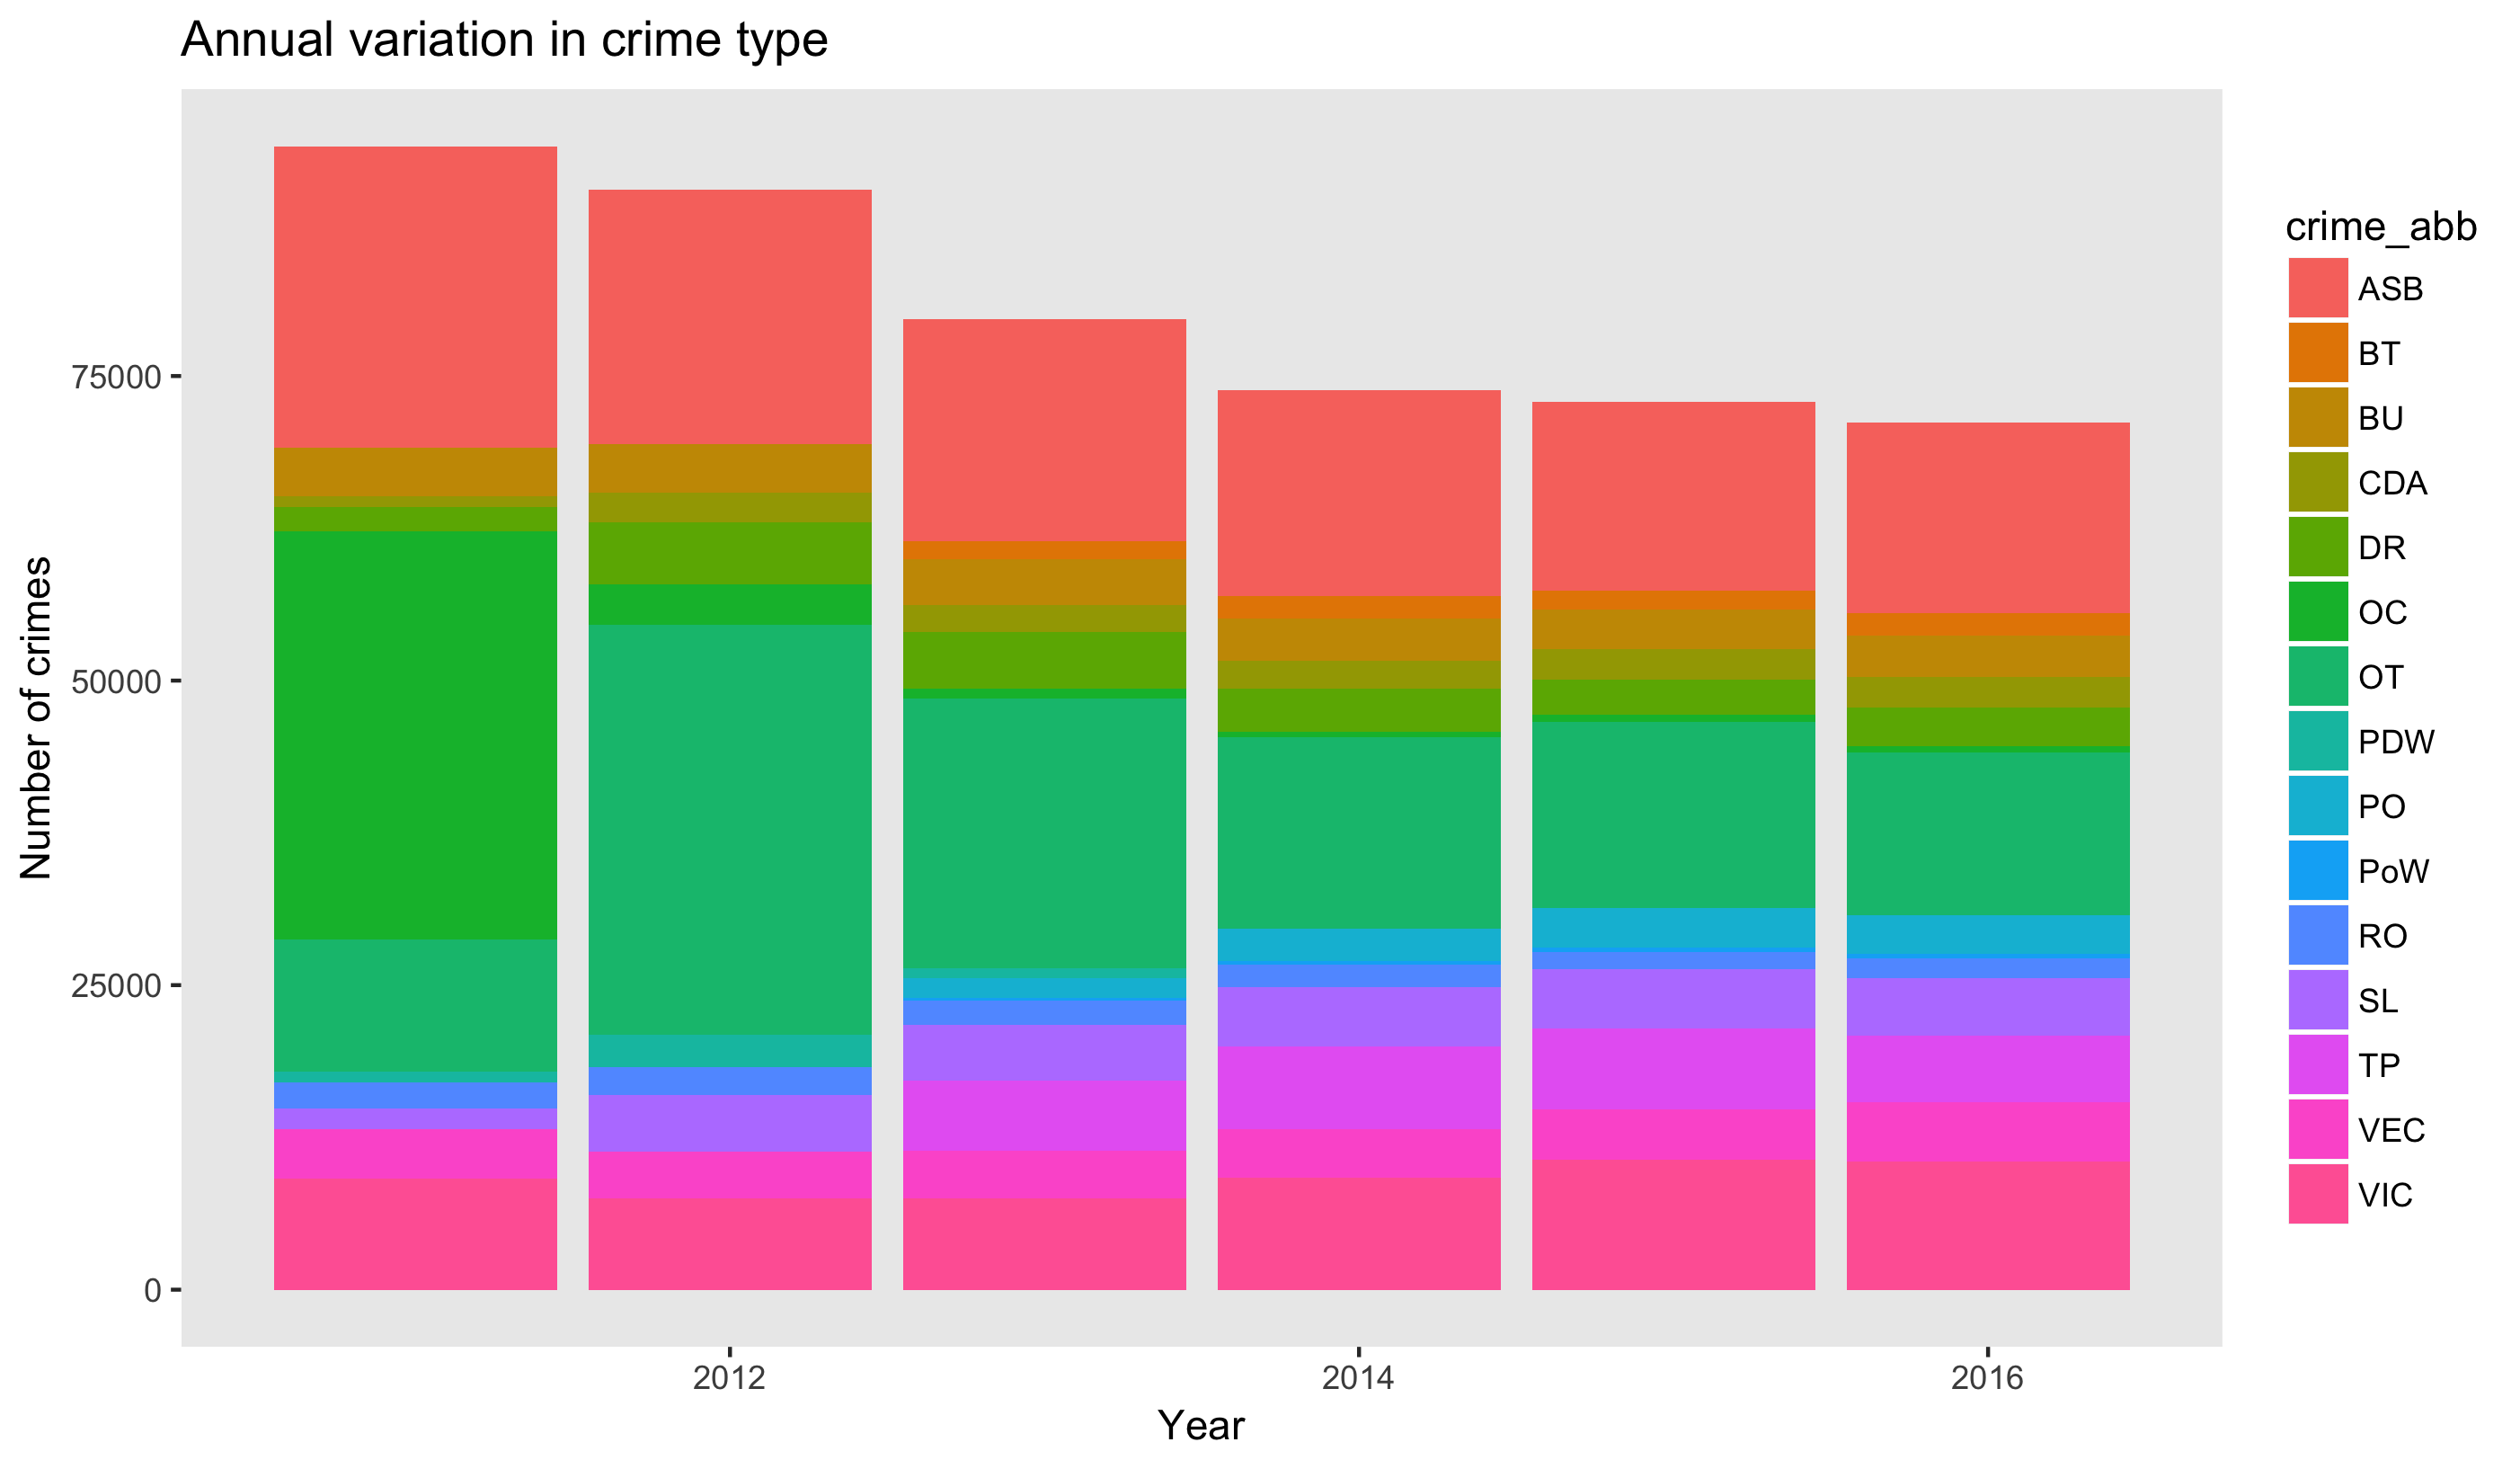 Annual variation in crime type
75000
50000
25000
0
Number of crimes
2012
2014
2016
Year
crime_abb
ASB
BT
BU
CDA
DR
OC
OT
PDW
PO
PoW
RO
SL
TP
VEC
VIC